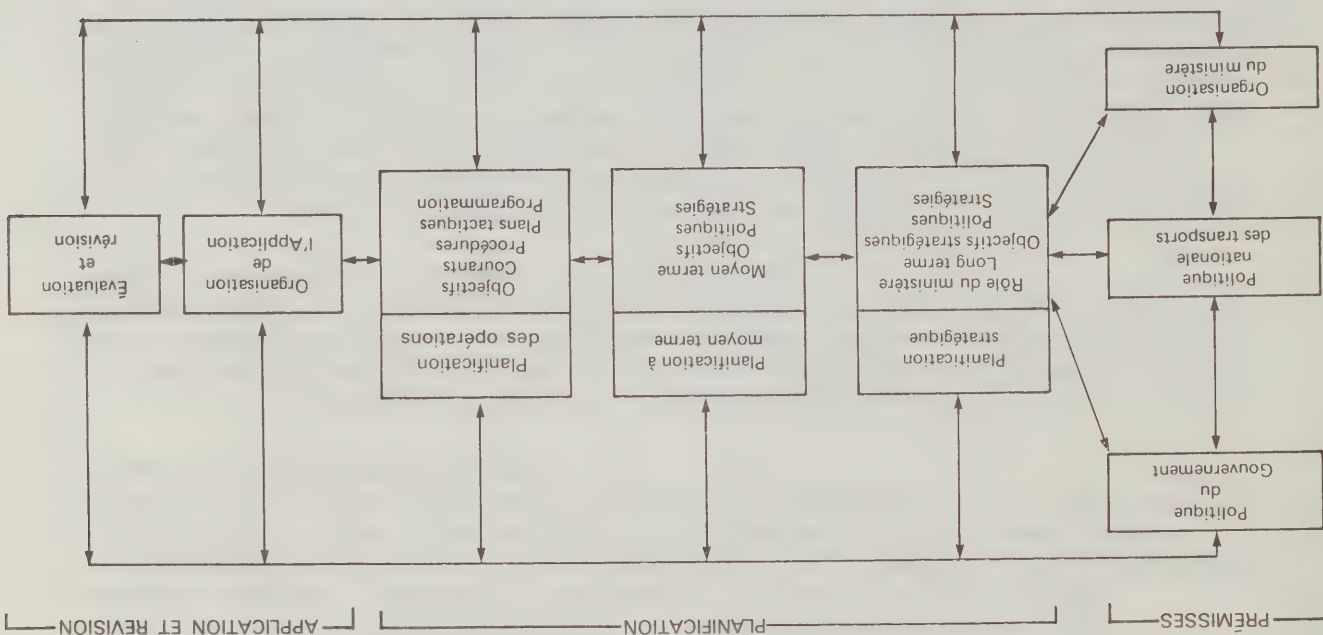 PRÉMISSES
PLANIFICATION
APPLICATION ET RÉVISION
Politique
du
Gouvernement
Politique
nationale
des transports
Organisation
du ministère
Planification
stratégique
Rôle du ministère
Long terme
Objectifs stratégiques
Politiques
Stratégies
Planification à
moyen terme
Moyen terme
Objectifs
Politiques
Stratégies
Planification
des opérations
Objectifs
Courants
Procédures
Plans tactiques
Programmation
Organisation
de
l'Application
Évaluation
et
révision